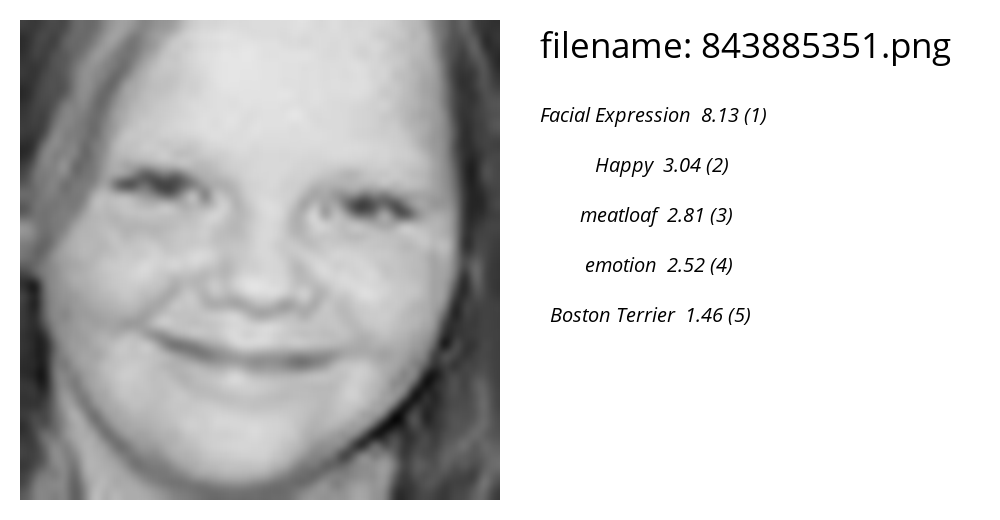 filename: 843885351.png
Facial Expression 8.13 (1)
Happy 3.04 (2)
meatloaf 2.81 (3)
emotion 2.52 (4)
Boston Terrier 1.46 (5)